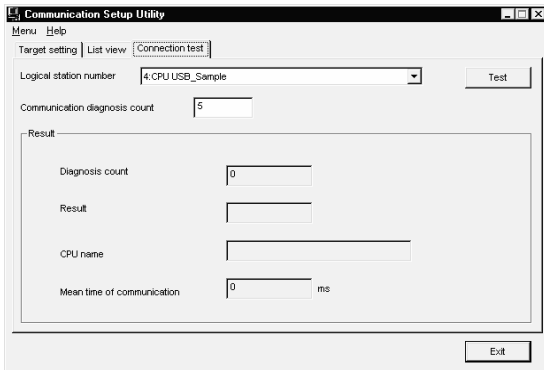 Communication Setup Utility
Menu Help
Target setting List view Connection test
Logical station number 4:CPU USB_Sample Test
Communication diagnosis count 5
Result
Diagnosis count 0
Result
CPU name
Mean time of communication 0 ms
Exit